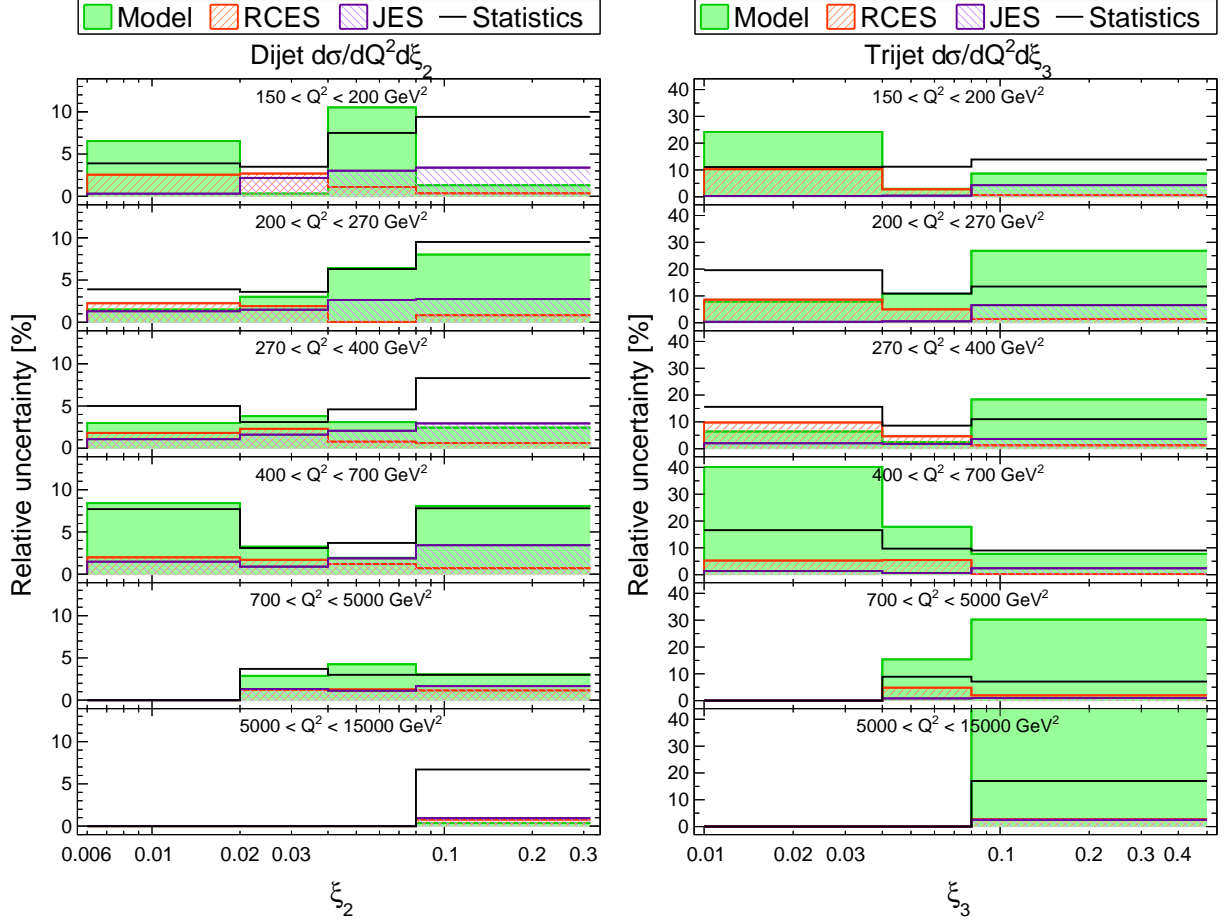 Model RCES JES Statistics
Dijet dσ/dQ²dξ₂
Relative uncertainty [%]
150 < Q² < 200 GeV²
10
5
0
200 < Q² < 270 GeV²
10
5
0
270 < Q² < 400 GeV²
10
5
0
400 < Q² < 700 GeV²
10
5
0
700 < Q² < 5000 GeV²
10
5
0
5000 < Q² < 15000 GeV²
10
5
0
0.006 0.01 0.02 0.03 0.1 0.2 0.3
ξ₂
Model RCES JES Statistics
Trijet dσ/dQ²dξ₃
Relative uncertainty [%]
150 < Q² < 200 GeV²
40
30
20
10
0
200 < Q² < 270 GeV²
40
30
20
10
0
270 < Q² < 400 GeV²
40
30
20
10
0
400 < Q² < 700 GeV²
40
30
20
10
0
700 < Q² < 5000 GeV²
40
30
20
10
0
5000 < Q² < 15000 GeV²
40
30
20
10
0
0.01 0.02 0.03 0.1 0.2 0.3 0.4
ξ₃